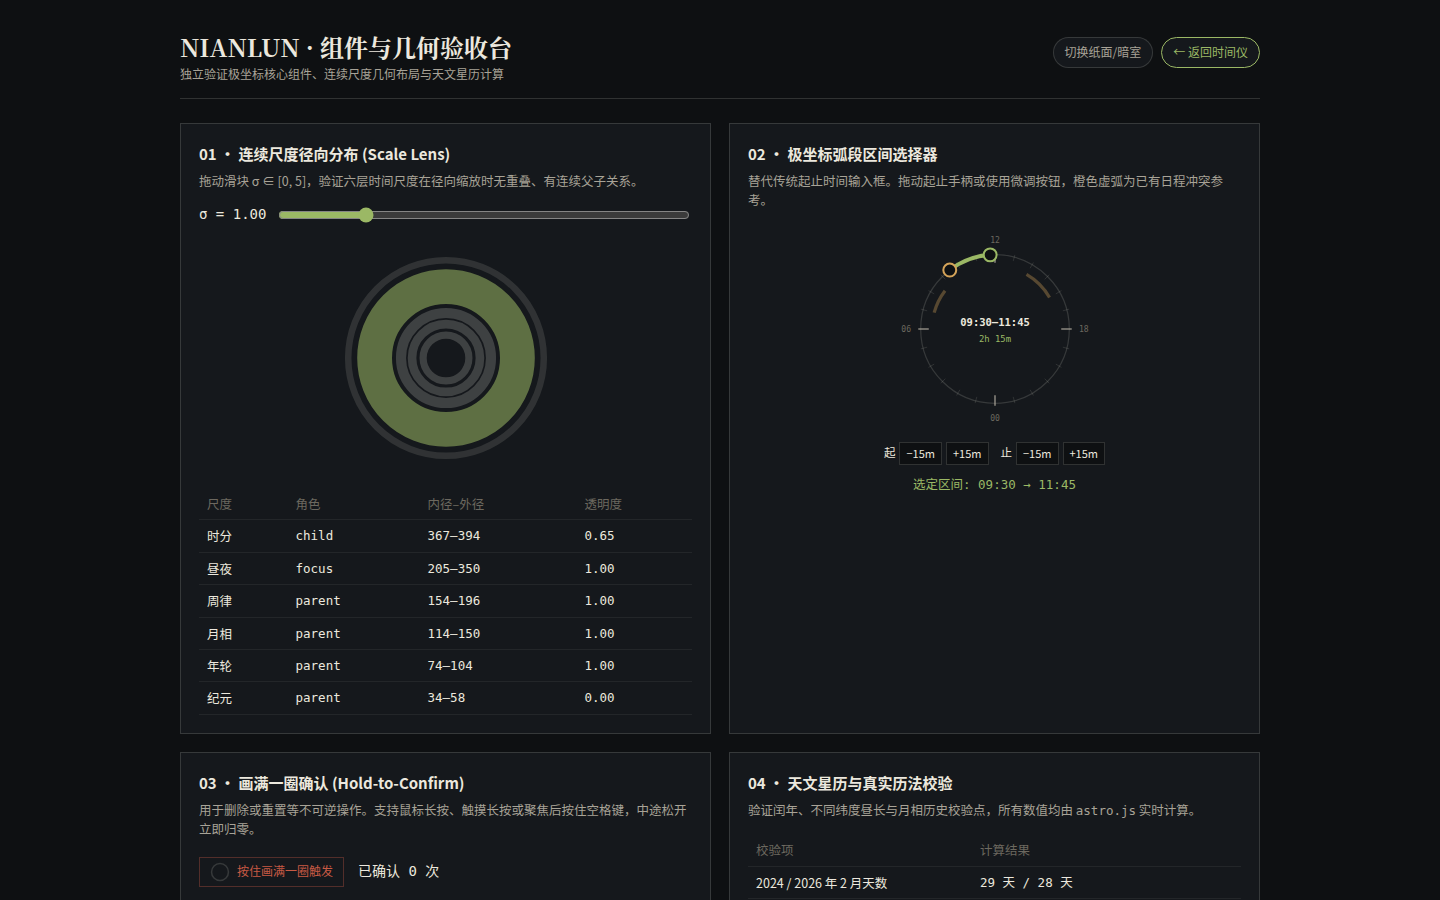 NIANLUN · 组件与几何验收台
独立验证极坐标核心组件、连续尺度几何布局与天文星历计算
切换纸面/暗室
← 返回时间仪
01 · 连续尺度径向分布 (Scale Lens)
拖动滑块 σ ∈ [0, 5]，验证六层时间尺度在径向缩放时无重叠、有连续父子关系。
σ = 1.00
尺度 角色 内径–外径 透明度
时分 child 367–394 0.65
昼夜 focus 205–350 1.00
周律 parent 154–196 1.00
月相 parent 114–150 1.00
年轮 parent 74–104 1.00
纪元 parent 34–58 0.00
02 · 极坐标弧段区间选择器
替代传统起止时间输入框。拖动起止手柄或使用微调按钮，橙色虚弧为已有日程冲突参
考。
12
06
09:30–11:45
2h 15m
18
00
起 −15m +15m 止 −15m +15m
选定区间: 09:30 → 11:45
03 · 画满一圈确认 (Hold-to-Confirm)
用于删除或重置等不可逆操作。支持鼠标长按、触摸长按或聚焦后按住空格键，中途松开
立即归零。
按住画满一圈触发
已确认 0 次
04 · 天文星历与真实历法校验
验证闰年、不同纬度昼长与月相历史校验点，所有数值均由 astro.js 实时计算。
校验项 计算结果
2024 / 2026 年 2 月天数 29 天 / 28 天